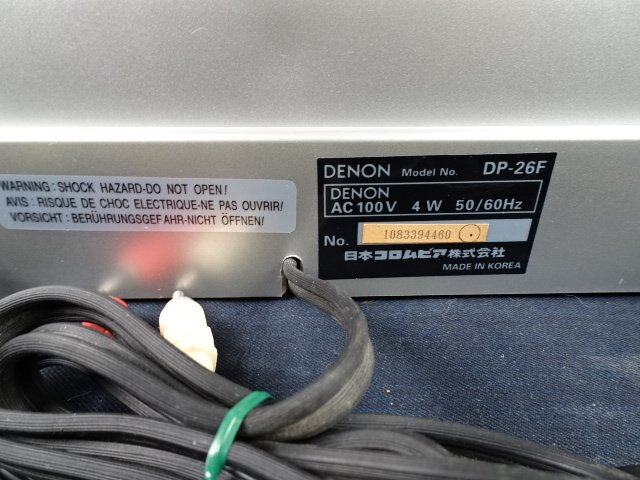 WARNING: SHOCK HAZARD-DO NOT OPEN!
AVIS: RISQUE DE CHOC ELECTRIQUE-NE PAS OUVRIR!
VORSICHT: BERÜHRUNGSGEFAHR-NICHT ÖFFNEN!
DENON Model No. DP-26F
DENON
AC 100V 4W 50/60Hz
No. 1083394460
日本コロムビア株式会社
MADE IN KOREA